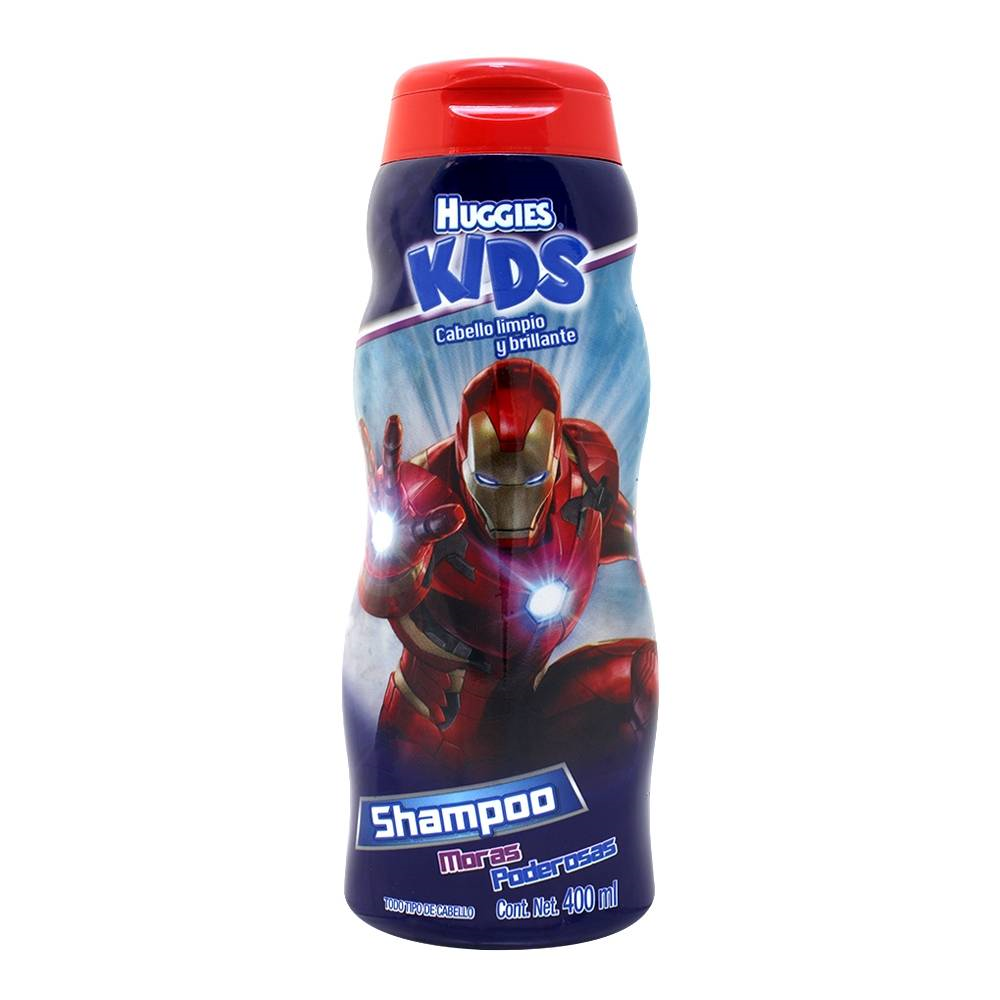 HUGGIES
KIDS
Cabello limpio
y brillante
Shampoo
Moras
Poderosas
TODO TIPO DE CABELLO
Cont. Net. 400 ml